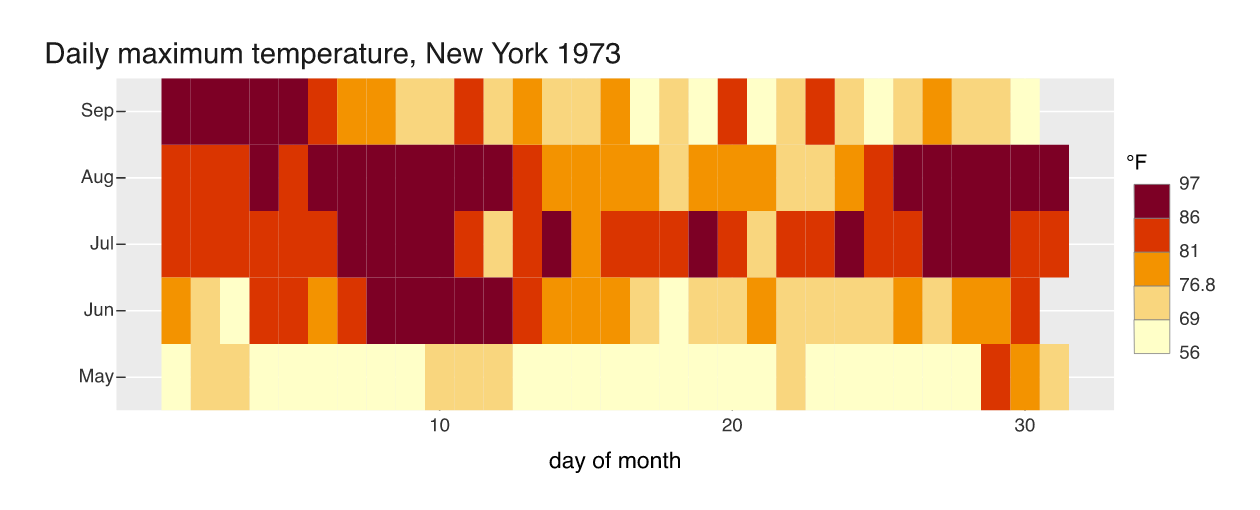 Daily maximum temperature, New York 1973
Sep
Aug
Jul
Jun
May
10 20 30
day of month
°F
97
86
81
76.8
69
56